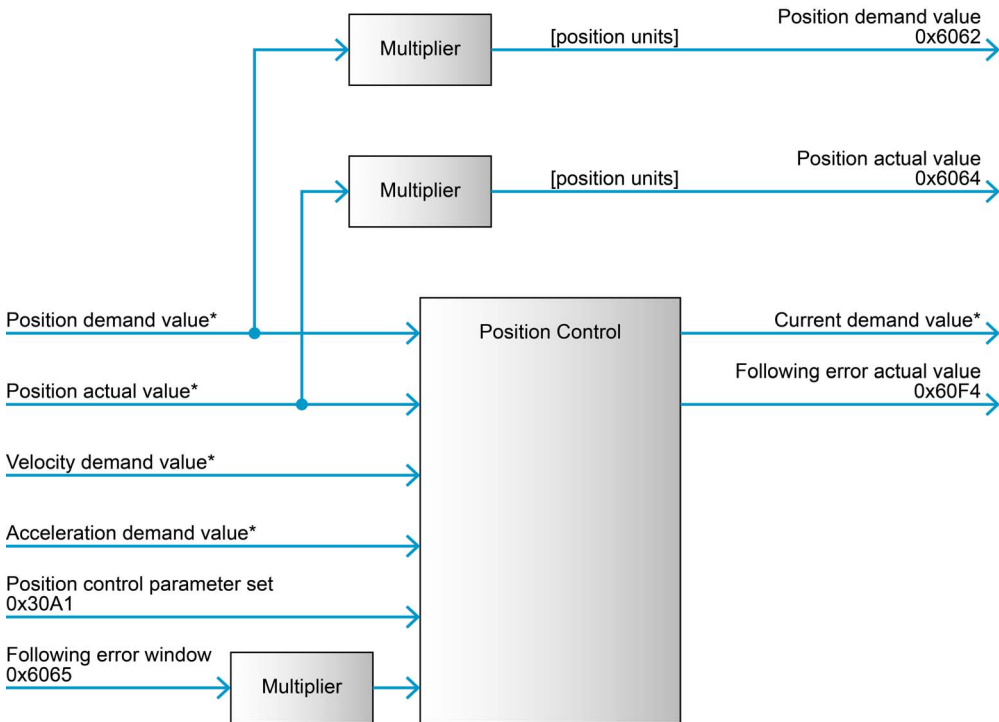 Position demand value
0x6062
Multiplier
[position units]
Position actual value
0x6064
Multiplier
[position units]
Position demand value*
Position Control
Current demand value*
Position actual value*
Following error actual value
0x60F4
Velocity demand value*
Acceleration demand value*
Position control parameter set
0x30A1
Following error window
0x6065
Multiplier